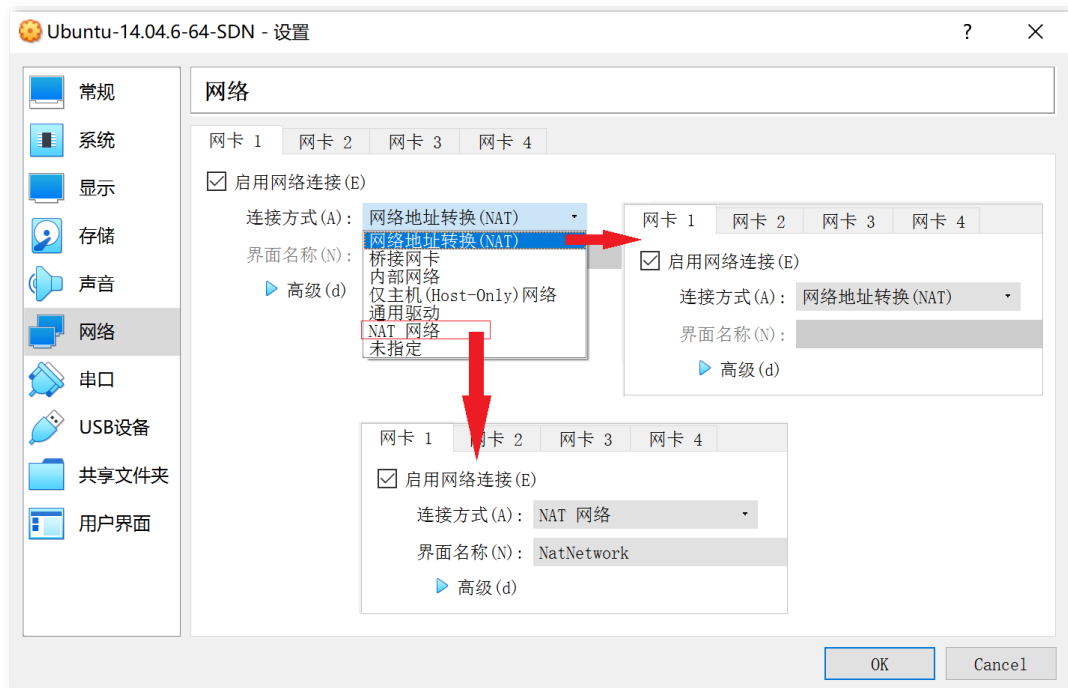 Ubuntu-14.04.6-64-SDN - 设置
?
常规
系统
显示
存储
声音
网络
串口
USB设备
共享文件夹
用户界面
网络
网卡 1 网卡 2 网卡 3 网卡 4
启用网络连接(E)
连接方式(A): 网络地址转换(NAT)
网络地址转换(NAT)
桥接网卡
内部网络
仅主机(Host-Only)网络
通用驱动
NAT 网络
未指定
界面名称(N):
高级(d)
网卡 1 网卡 2 网卡 3 网卡 4
启用网络连接(E)
连接方式(A): 网络地址转换(NAT)
界面名称(N):
高级(d)
网卡 1 网卡 2 网卡 3 网卡 4
启用网络连接(E)
连接方式(A): NAT 网络
界面名称(N): NatNetwork
高级(d)
OK Cancel